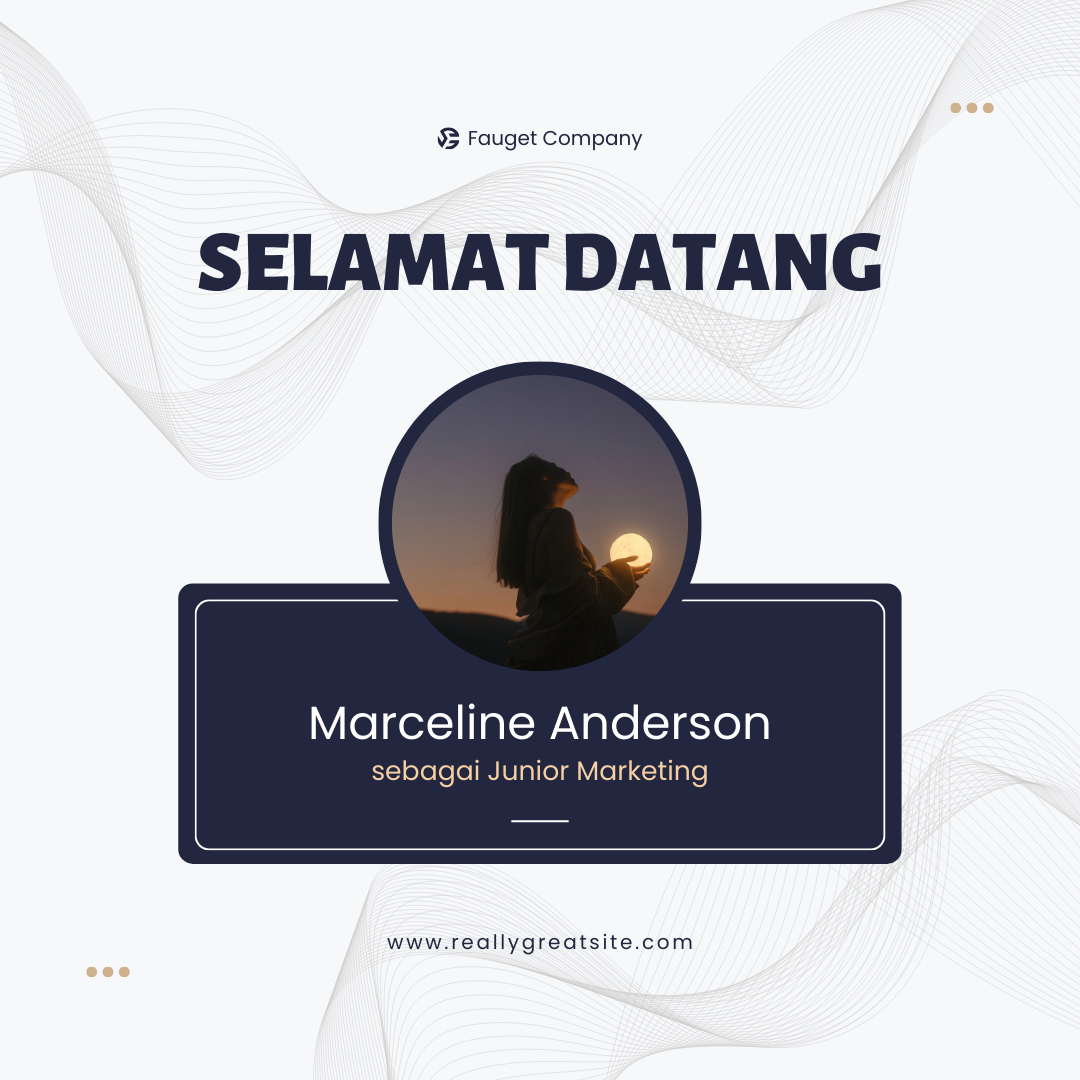 Fauget Company
SELAMAT DATANG
Marceline Anderson
sebagai Junior Marketing
www.reallygreatsite.com